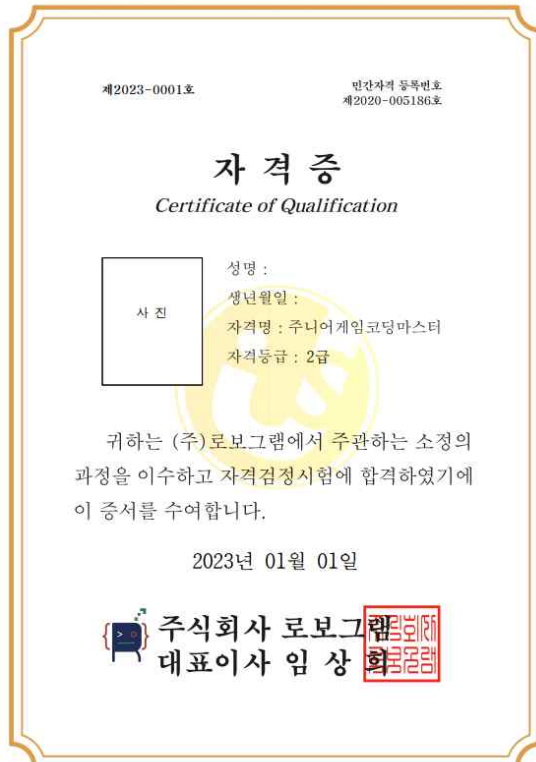 제2023-0001호
민간자격 등록번호
제2020-005186호
자 격 증
Certificate of Qualification
사 진
성명 :
생년월일 :
자격명 : 주니어게임코딩마스터
자격등급 : 2급
귀하는 (주)로보그램에서 주관하는 소정의
과정을 이수하고 자격검정시험에 합격하였기에
이 증서를 수여합니다.
2023년 01월 01일
주식회사 로보그램
대표이사 임 상 희